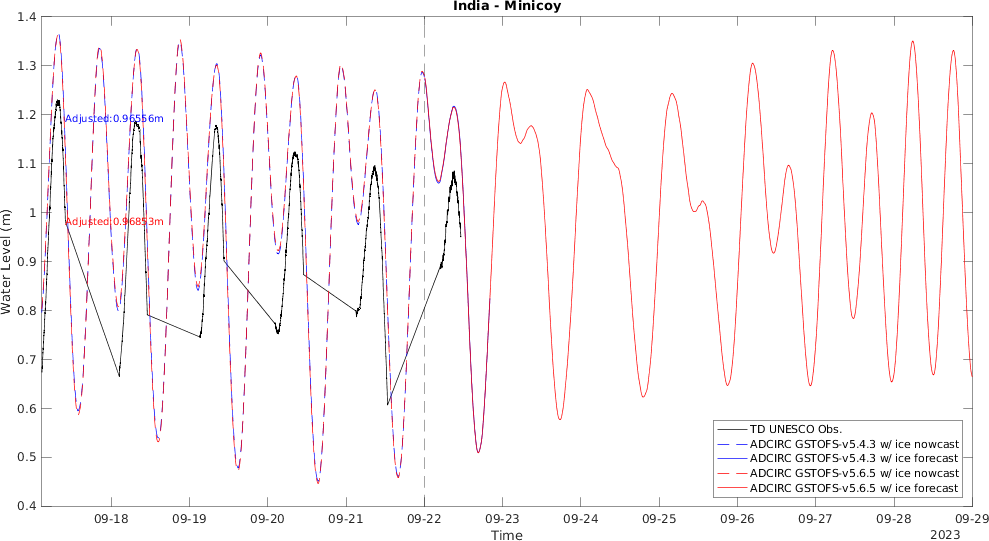 India - Minicoy
1.4
1.3
1.2
1.1
1
0.9
0.8
0.7
0.6
0.5
0.4
Water Level (m)
Adjusted:0.96556m
Adjusted:0.96853m
TD UNESCO Obs.
ADCIRC GSTOFS-v5.4.3 w/ ice nowcast
ADCIRC GSTOFS-v5.4.3 w/ ice forecast
ADCIRC GSTOFS-v5.6.5 w/ ice nowcast
ADCIRC GSTOFS-v5.6.5 w/ ice forecast
09-18 09-19 09-20 09-21 09-22 09-23 09-24 09-25 09-26 09-27 09-28 09-29
Time
2023